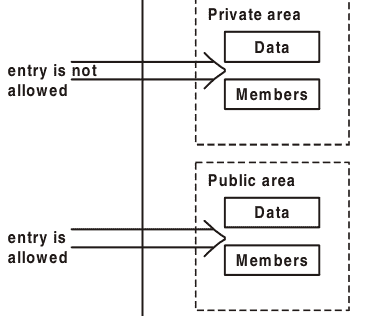 Private area
Data
entry is not
allowed
Members
Public area
Data
entry is
allowed
Members